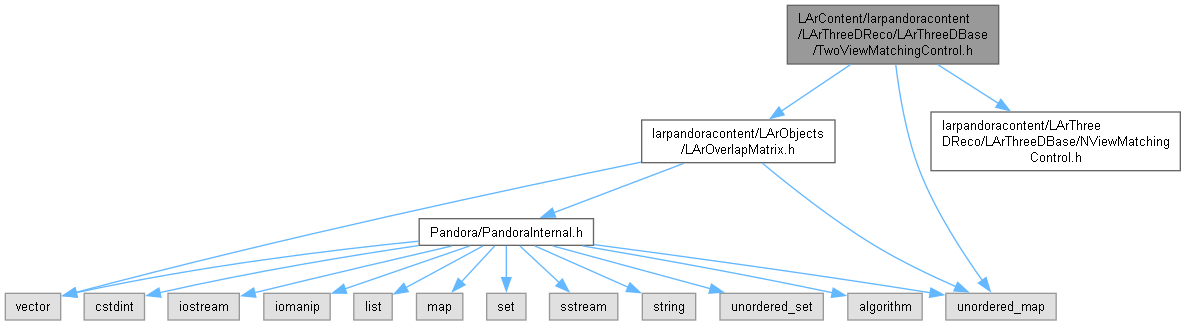 LArContent/larpandoracontent
/LArThreeDReco/LArThreeDBase
/TwoViewMatchingControl.h
larpandoracontent/LArObjects
/LArOverlapMatrix.h
larpandoracontent/LArThree
DReco/LArThreeDBase/NViewMatching
Control.h
Pandora/PandoraInternal.h
vector
cstdint
iostream
iomanip
list
map
set
sstream
string
unordered_set
algorithm
unordered_map